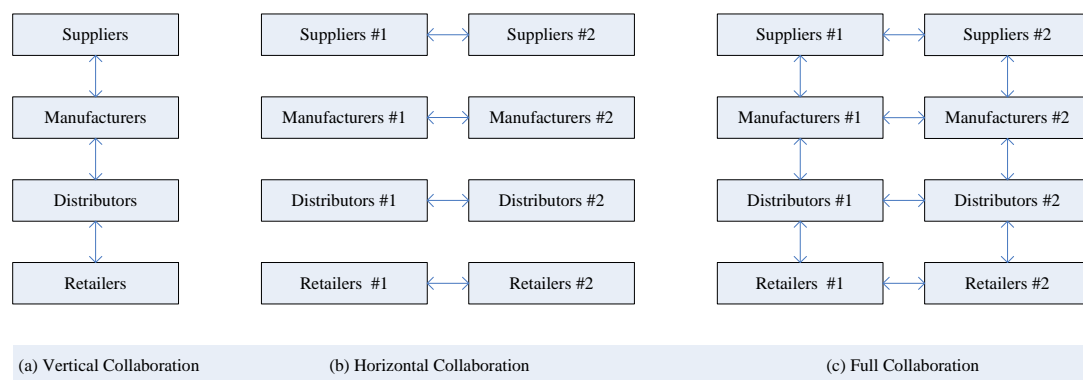 Suppliers
Manufacturers
Distributors
Retailers
(a) Vertical Collaboration
Suppliers #1
Suppliers #2
Manufacturers #1
Manufacturers #2
Distributors #1
Distributors #2
Retailers  #1
Retailers #2
(b) Horizontal Collaboration
Suppliers #1
Suppliers #2
Manufacturers #1
Manufacturers #2
Distributors #1
Distributors #2
Retailers  #1
Retailers #2
(c) Full Collaboration